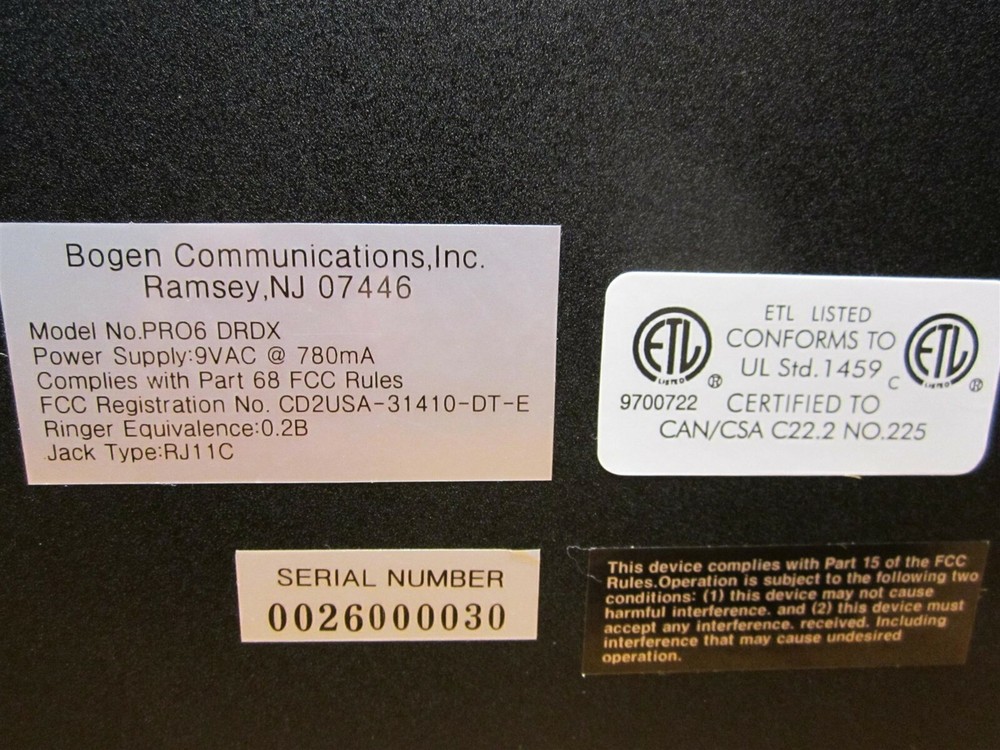 Bogen Communications,Inc.
Ramsey,NJ 07446
Model No.PRO6 DRDX
Power Supply:9VAC @ 780mA
Complies with Part 68 FCC Rules
FCC Registration No. CD2USA-31410-DT-E
Ringer Equivalence:0.2B
Jack Type:RJ11C
ETL LISTED
CONFORMS TO
UL Std.1459
ETL
LISTED
®
C
ETL
LISTED
®
9700722
CERTIFIED TO
CAN/CSA C22.2 NO.225
SERIAL NUMBER
0026000030
This device complies with Part 15 of the FCC
Rules.Operation is subject to the following two
conditions: (1) this device may not cause
harmful interference. and (2) this device must
accept any interference. received. Including
interference that may cause undesired
operation.